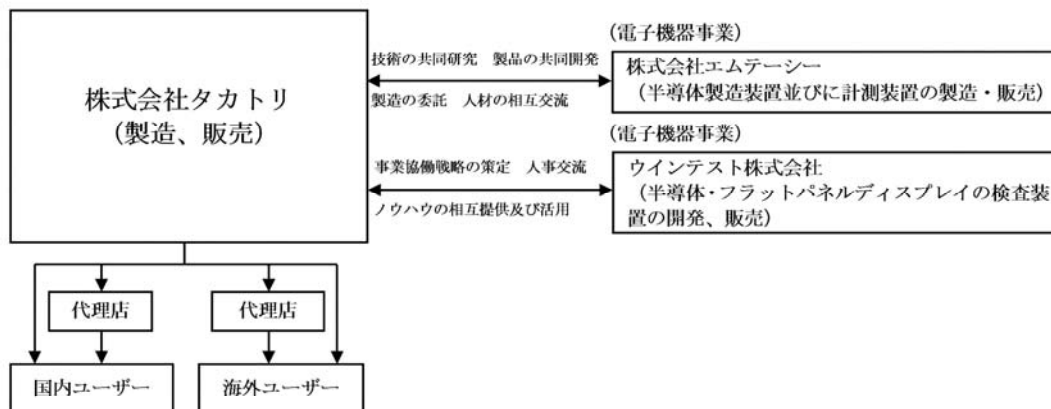 株式会社タカトリ
（製造、販売）
技術の共同研究　製品の共同開発
製造の委託　人材の相互交流
（電子機器事業）
株式会社エムテーシー
（半導体製造装置並びに計測装置の製造・販売）
事業協働戦略の策定　人事交流
ノウハウの相互提供及び活用
（電子機器事業）
ウインテスト株式会社
（半導体・フラットパネルディスプレイの検査装
置の開発、販売）
代理店
代理店
国内ユーザー
海外ユーザー